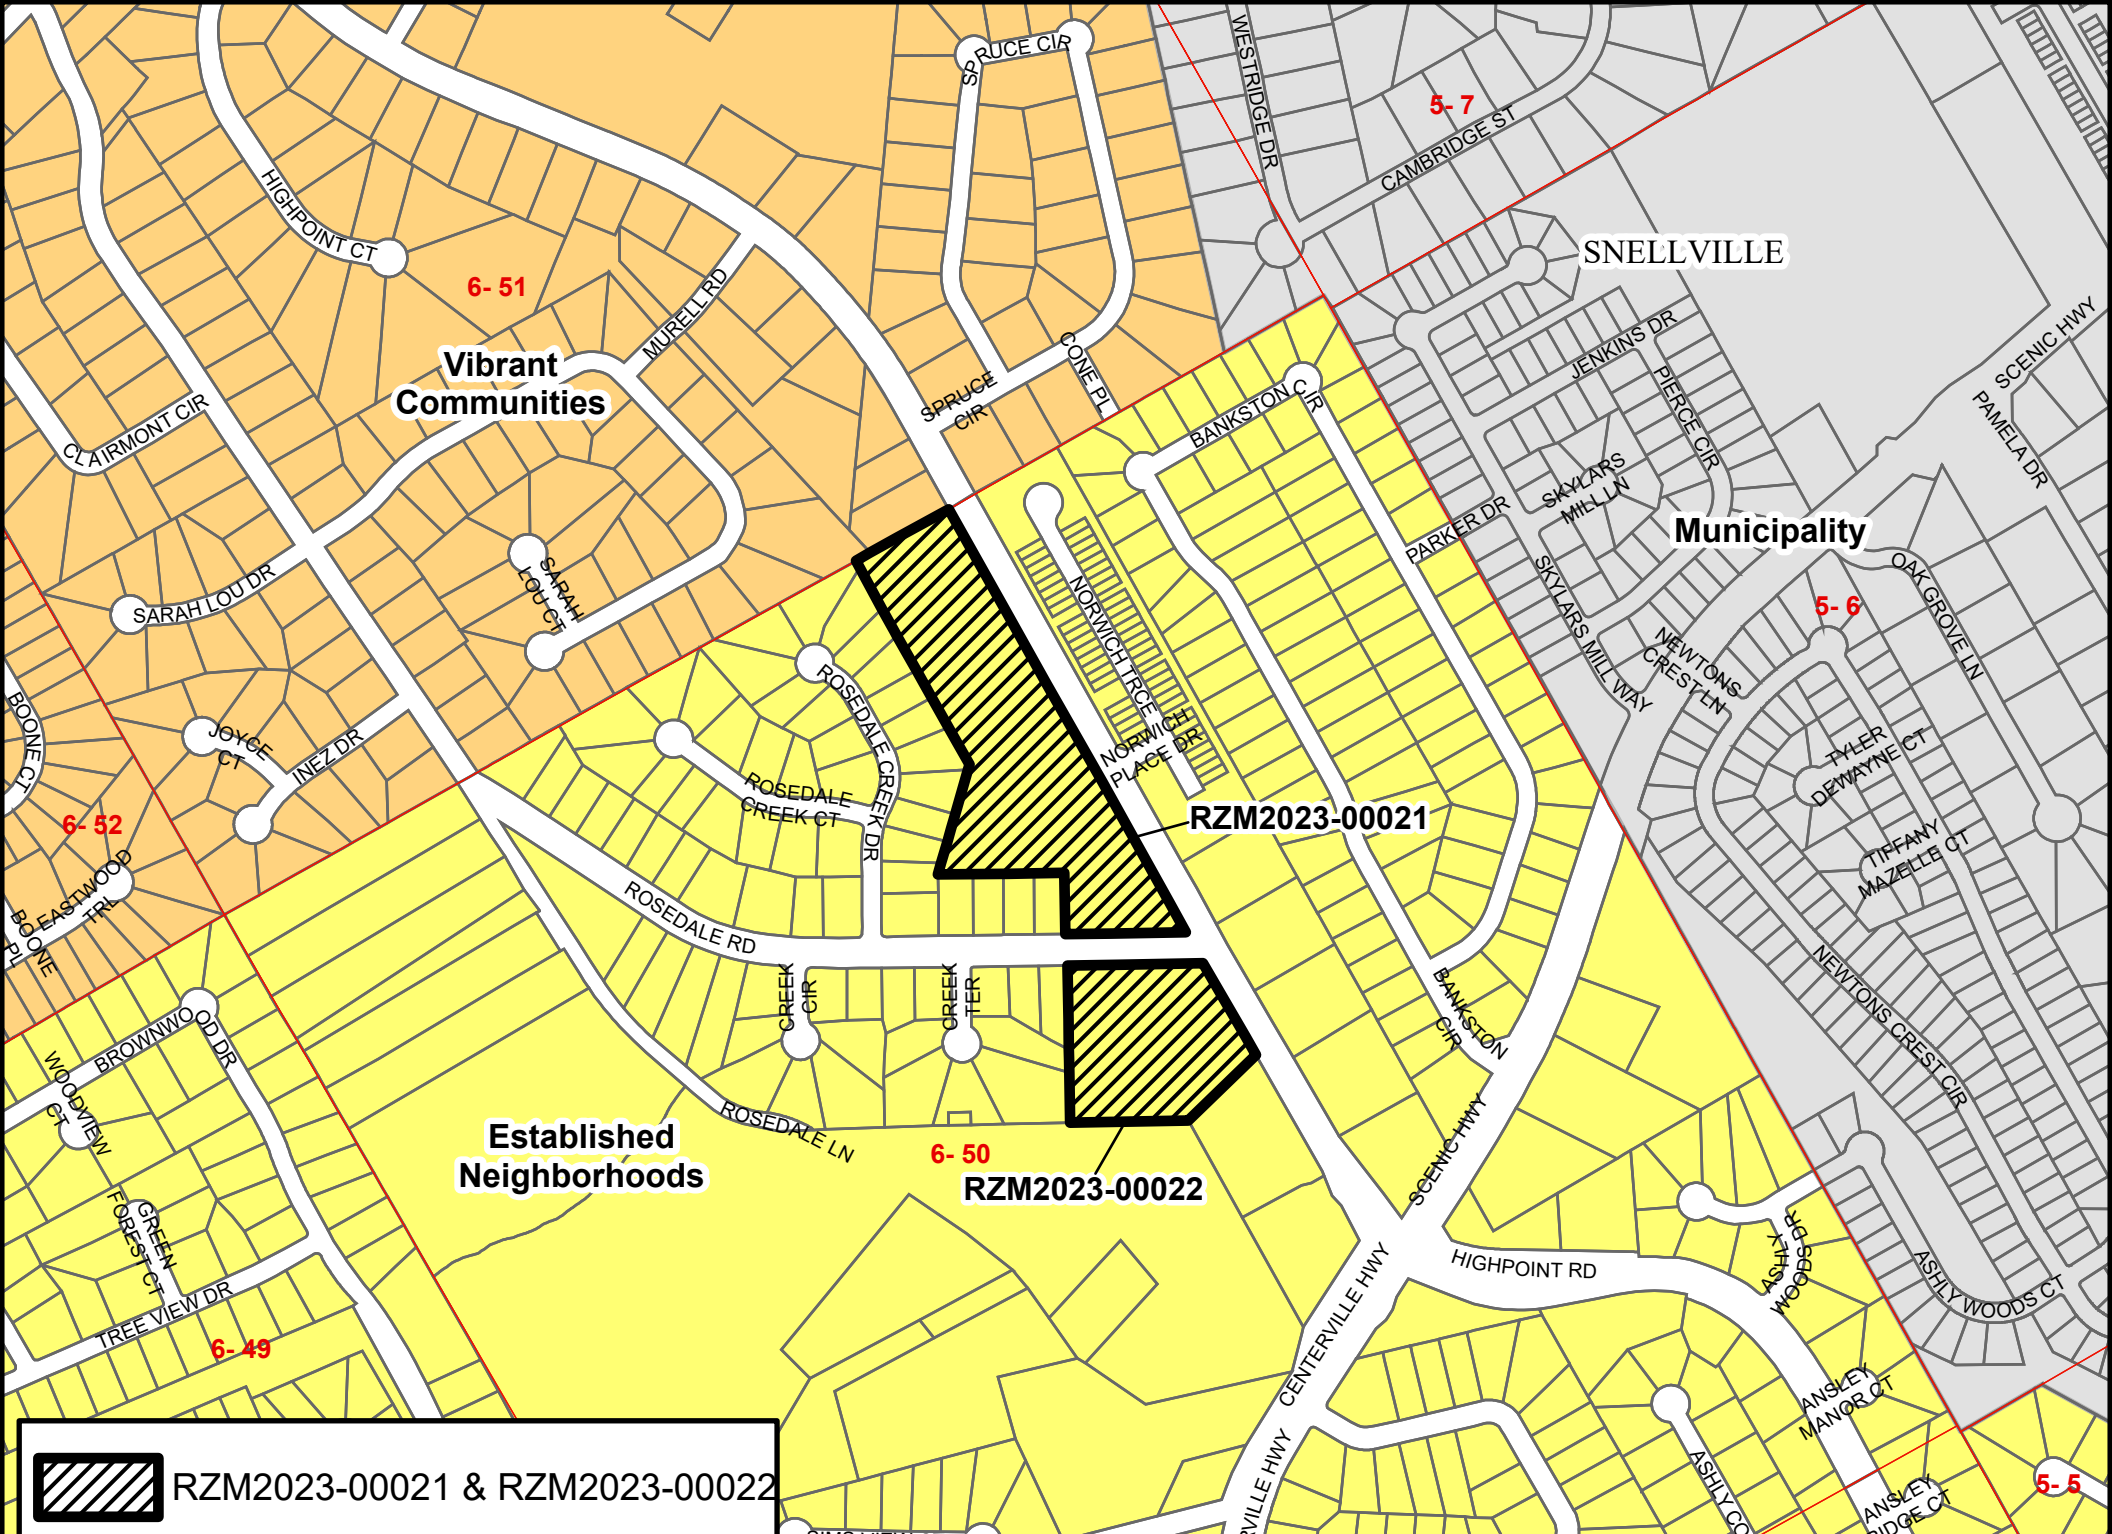 SPRUCE CIR
WESTRIDGE DR
5- 7
CAMBRIDGE ST
HIGHPOINT CT
SNELLVILLE
6- 51
MURELL RD
SCENIC HWY
JENKINS DR
CONE PL
Vibrant
Communities
PIERCE CIR
PAMELA DR
SPRUCE
CIR
BANKSTON CIR
CLAIRMONT CIR
SKYLARS
MILL LN
PARKER DR
Municipality
SARAH LOU DR
SARAH
LOU CT
NORWICH TRCE
SKYLARS MILL WAY
OAK GROVE LN
5- 6
NEWTONS
CREST LN
ROSEDALE CREEK DR
BOONE CT
JOYCE
CT
INEZ DR
NORWICH
PLACE DR
TYLER
DEWAYNE CT
ROSEDALE
CREEK CT
RZM2023-00021
6- 52
TIFFANY
MAZELLE CT
EASTWOOD
TRL
BOONE
PL
ROSEDALE RD
CREEK
CIR
CREEK
TER
BANKSTON
CIR
NEWTONS CREST CIR
BROWNWOOD DR
WOODVIEW
CT
ROSEDALE LN
Established
Neighborhoods
6- 50
RZM2023-00022
SCENIC HWY
GREEN
FOREST CT
HIGHPOINT RD
ASHLY
WOODS DR
ASHLY WOODS CT
TREE VIEW DR
6- 49
CENTERVILLE HWY
ANSLEY
MANOR CT
RVILLE HWY
ASHLY CO
5- 5
ANSLEY
RIDGE CT
RZM2023-00021 & RZM2023-00022